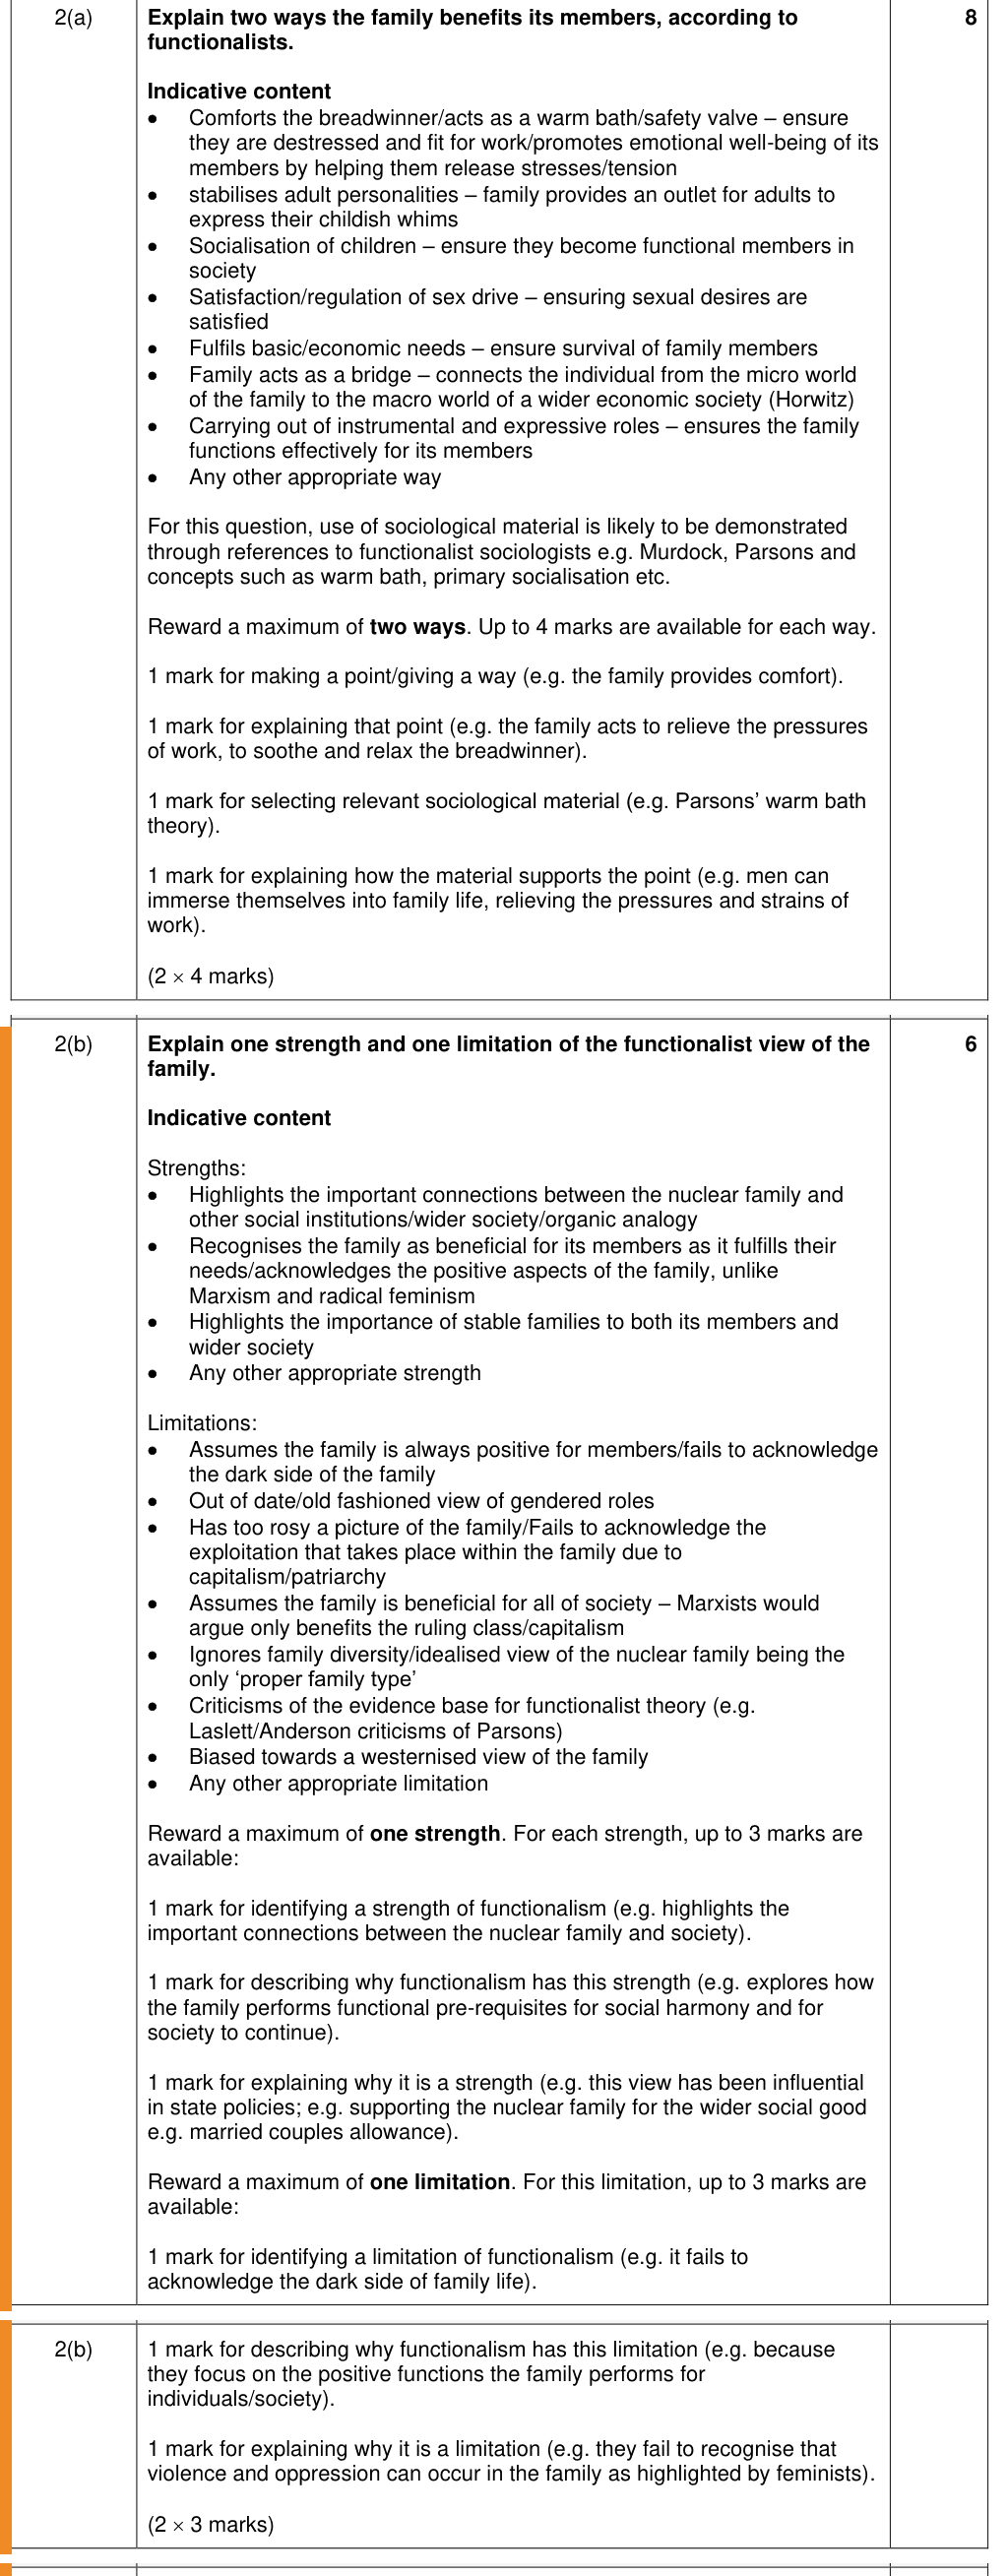 2(a)
Explain two ways the family benefits its members, according to
functionalists.
8
Indicative content
• Comforts the breadwinner/acts as a warm bath/safety valve – ensure
they are destressed and fit for work/promotes emotional well-being of its
members by helping them release stresses/tension
• stabilises adult personalities – family provides an outlet for adults to
express their childish whims
• Socialisation of children – ensure they become functional members in
society
• Satisfaction/regulation of sex drive – ensuring sexual desires are
satisfied
• Fulfils basic/economic needs – ensure survival of family members
• Family acts as a bridge – connects the individual from the micro world
of the family to the macro world of a wider economic society (Horwitz)
• Carrying out of instrumental and expressive roles – ensures the family
functions effectively for its members
• Any other appropriate way
For this question, use of sociological material is likely to be demonstrated
through references to functionalist sociologists e.g. Murdock, Parsons and
concepts such as warm bath, primary socialisation etc.
Reward a maximum of two ways. Up to 4 marks are available for each way.
1 mark for making a point/giving a way (e.g. the family provides comfort).
1 mark for explaining that point (e.g. the family acts to relieve the pressures
of work, to soothe and relax the breadwinner).
1 mark for selecting relevant sociological material (e.g. Parsons' warm bath
theory).
1 mark for explaining how the material supports the point (e.g. men can
immerse themselves into family life, relieving the pressures and strains of
work).
(2 × 4 marks)
2(b)
Explain one strength and one limitation of the functionalist view of the
family.
6
Indicative content
Strengths:
• Highlights the important connections between the nuclear family and
other social institutions/wider society/organic analogy
• Recognises the family as beneficial for its members as it fulfills their
needs/acknowledges the positive aspects of the family, unlike
Marxism and radical feminism
• Highlights the importance of stable families to both its members and
wider society
• Any other appropriate strength
Limitations:
• Assumes the family is always positive for members/fails to acknowledge
the dark side of the family
• Out of date/old fashioned view of gendered roles
• Has too rosy a picture of the family/Fails to acknowledge the
exploitation that takes place within the family due to
capitalism/patriarchy
• Assumes the family is beneficial for all of society – Marxists would
argue only benefits the ruling class/capitalism
• Ignores family diversity/idealised view of the nuclear family being the
only 'proper family type'
• Criticisms of the evidence base for functionalist theory (e.g.
Laslett/Anderson criticisms of Parsons)
• Biased towards a westernised view of the family
• Any other appropriate limitation
Reward a maximum of one strength. For each strength, up to 3 marks are
available:
1 mark for identifying a strength of functionalism (e.g. highlights the
important connections between the nuclear family and society).
1 mark for describing why functionalism has this strength (e.g. explores how
the family performs functional pre-requisites for social harmony and for
society to continue).
1 mark for explaining why it is a strength (e.g. this view has been influential
in state policies; e.g. supporting the nuclear family for the wider social good
e.g. married couples allowance).
Reward a maximum of one limitation. For this limitation, up to 3 marks are
available:
1 mark for identifying a limitation of functionalism (e.g. it fails to
acknowledge the dark side of family life).
2(b)
1 mark for describing why functionalism has this limitation (e.g. because
they focus on the positive functions the family performs for
individuals/society).
1 mark for explaining why it is a limitation (e.g. they fail to recognise that
violence and oppression can occur in the family as highlighted by feminists).
(2 × 3 marks)